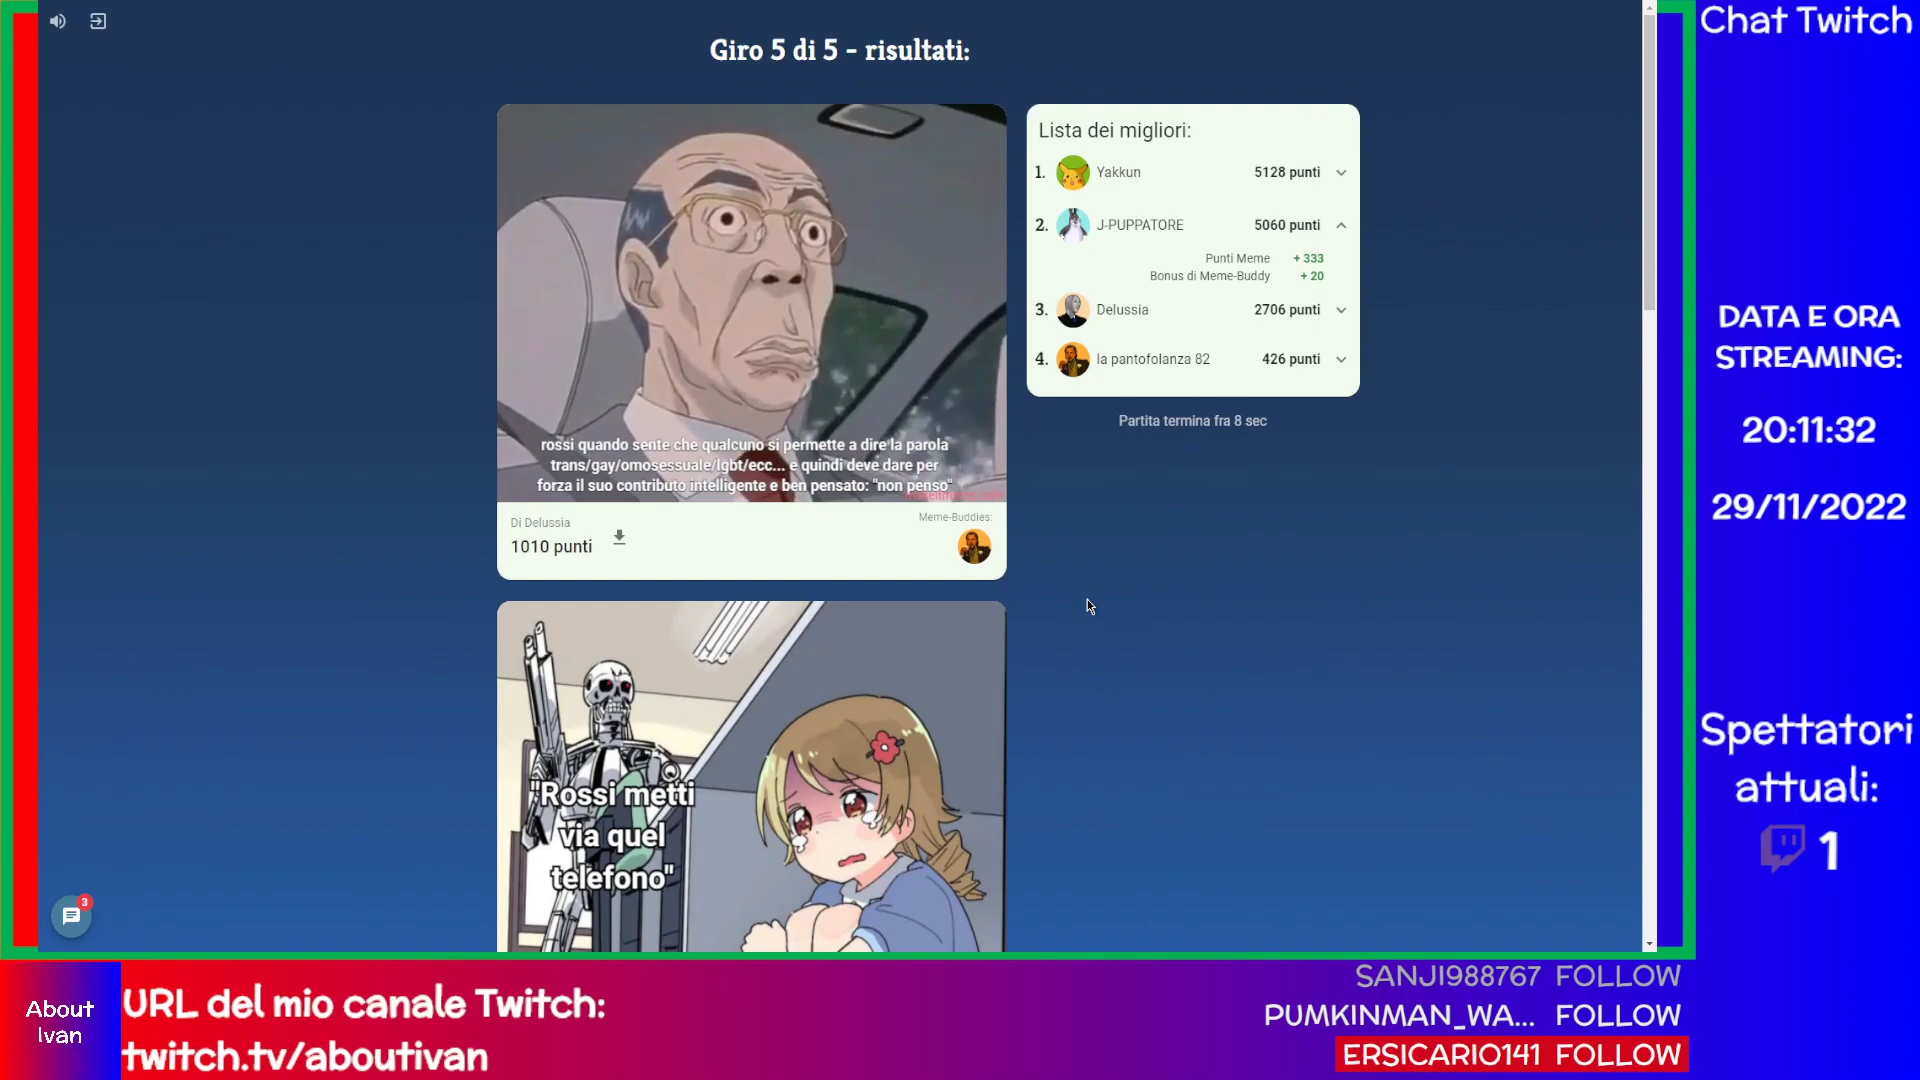 Giro 5 di 5 - risultati:
rossi quando sente che qualcuno si permette a dire la parola
trans/gay/omosessuale/lgbt/ecc... e quindi deve dare per
forza il suo contributo intelligente e ben pensato: "non penso"
Di Delussia
1010 punti
Meme-Buddies:
"Rossi metti
via quel
telefono"
Lista dei migliori:
1. Yakkun 5128 punti
2. J-PUPPATORE 5060 punti
Punti Meme + 333
Bonus di Meme-Buddy + 20
3. Delussia 2706 punti
4. la pantofolanza 82 426 punti
Partita termina fra 8 sec
3
Chat Twitch
DATA E ORA
STREAMING:
20:11:32
29/11/2022
Spettatori
attuali:
1
About
Ivan
URL del mio canale Twitch:
twitch.tv/aboutivan
SANJI988767 FOLLOW
PUMKINMAN_WA... FOLLOW
ERSICARIO141 FOLLOW